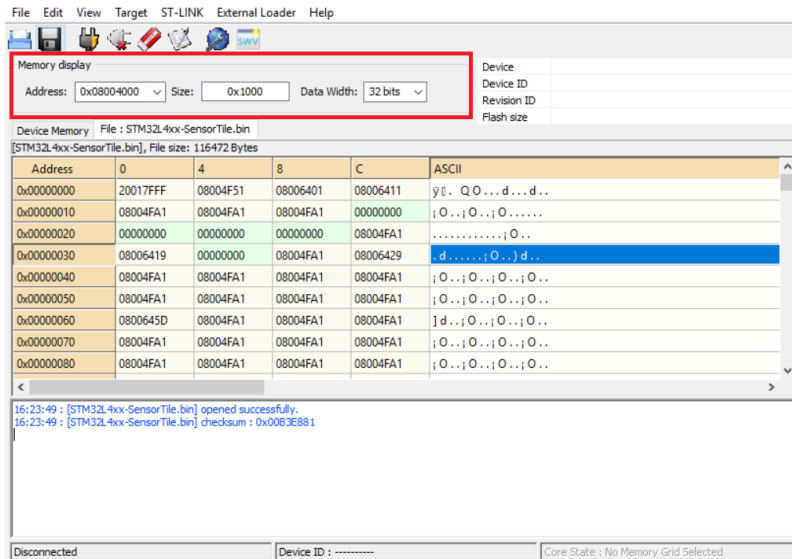 File Edit View Target ST-LINK External Loader Help
SWV
Memory display
Address: 0x08004000 Size: 0x1000 Data Width: 32 bits
Device
Device ID
Revision ID
Flash size
Device Memory File : STM32L4xx-SensorTile.bin
[STM32L4xx-SensorTile.bin], File size: 116472 Bytes
Address 0 4 8 C ASCII
0x00000000 20017FFF 08004F51 08006401 08006411 ÿ▯. QO...d...d..
0x00000010 08004FA1 08004FA1 08004FA1 00000000 ¡O..¡O..¡O......
0x00000020 00000000 00000000 00000000 08004FA1 ............¡O..
0x00000030 08006419 00000000 08004FA1 08006429 .d......¡O..)d..
0x00000040 08004FA1 08004FA1 08004FA1 08004FA1 ¡O..¡O..¡O..¡O..
0x00000050 08004FA1 08004FA1 08004FA1 08004FA1 ¡O..¡O..¡O..¡O..
0x00000060 0800645D 08004FA1 08004FA1 08004FA1 ]d..¡O..¡O..¡O..
0x00000070 08004FA1 08004FA1 08004FA1 08004FA1 ¡O..¡O..¡O..¡O..
0x00000080 08004FA1 08004FA1 08004FA1 08004FA1 ¡O..¡O..¡O..¡O..
16:23:49 : [STM32L4xx-SensorTile.bin] opened successfully.
16:23:49 : [STM32L4xx-SensorTile.bin] checksum : 0x00B3E881
Disconnected Device ID : ---------- Core State : No Memory Grid Selected